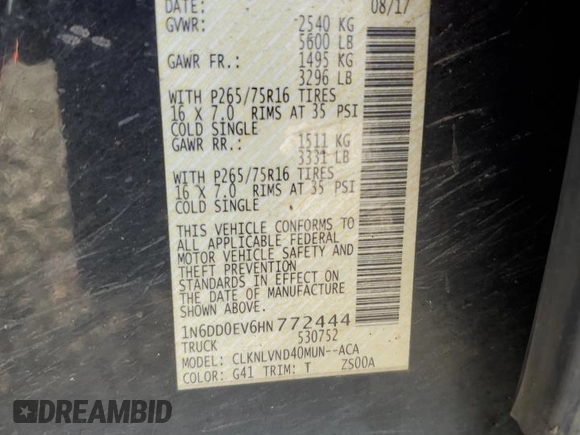 DATE: 08/17
GVWR: 2540 KG
5600 LB
GAWR FR.: 1495 KG
3296 LB
WITH P265/75R16 TIRES
16 X 7.0 RIMS AT 35 PSI
COLD SINGLE
GAWR RR.: 1511 KG
3331 LB
WITH P265/75R16 TIRES
16 X 7.0 RIMS AT 35 PSI
COLD SINGLE
THIS VEHICLE CONFORMS TO
ALL APPLICABLE FEDERAL
MOTOR VEHICLE SAFETY AND
THEFT PREVENTION
STANDARDS IN EFFECT ON
THE DATE OF MANUFACTURE
SHOWN ABOVE.
1N6DD0EV6HN772444
TRUCK 530752
MODEL: CLKNLVND40MUN--ACA
COLOR: G41 TRIM: T ZS00A
DREAMBID